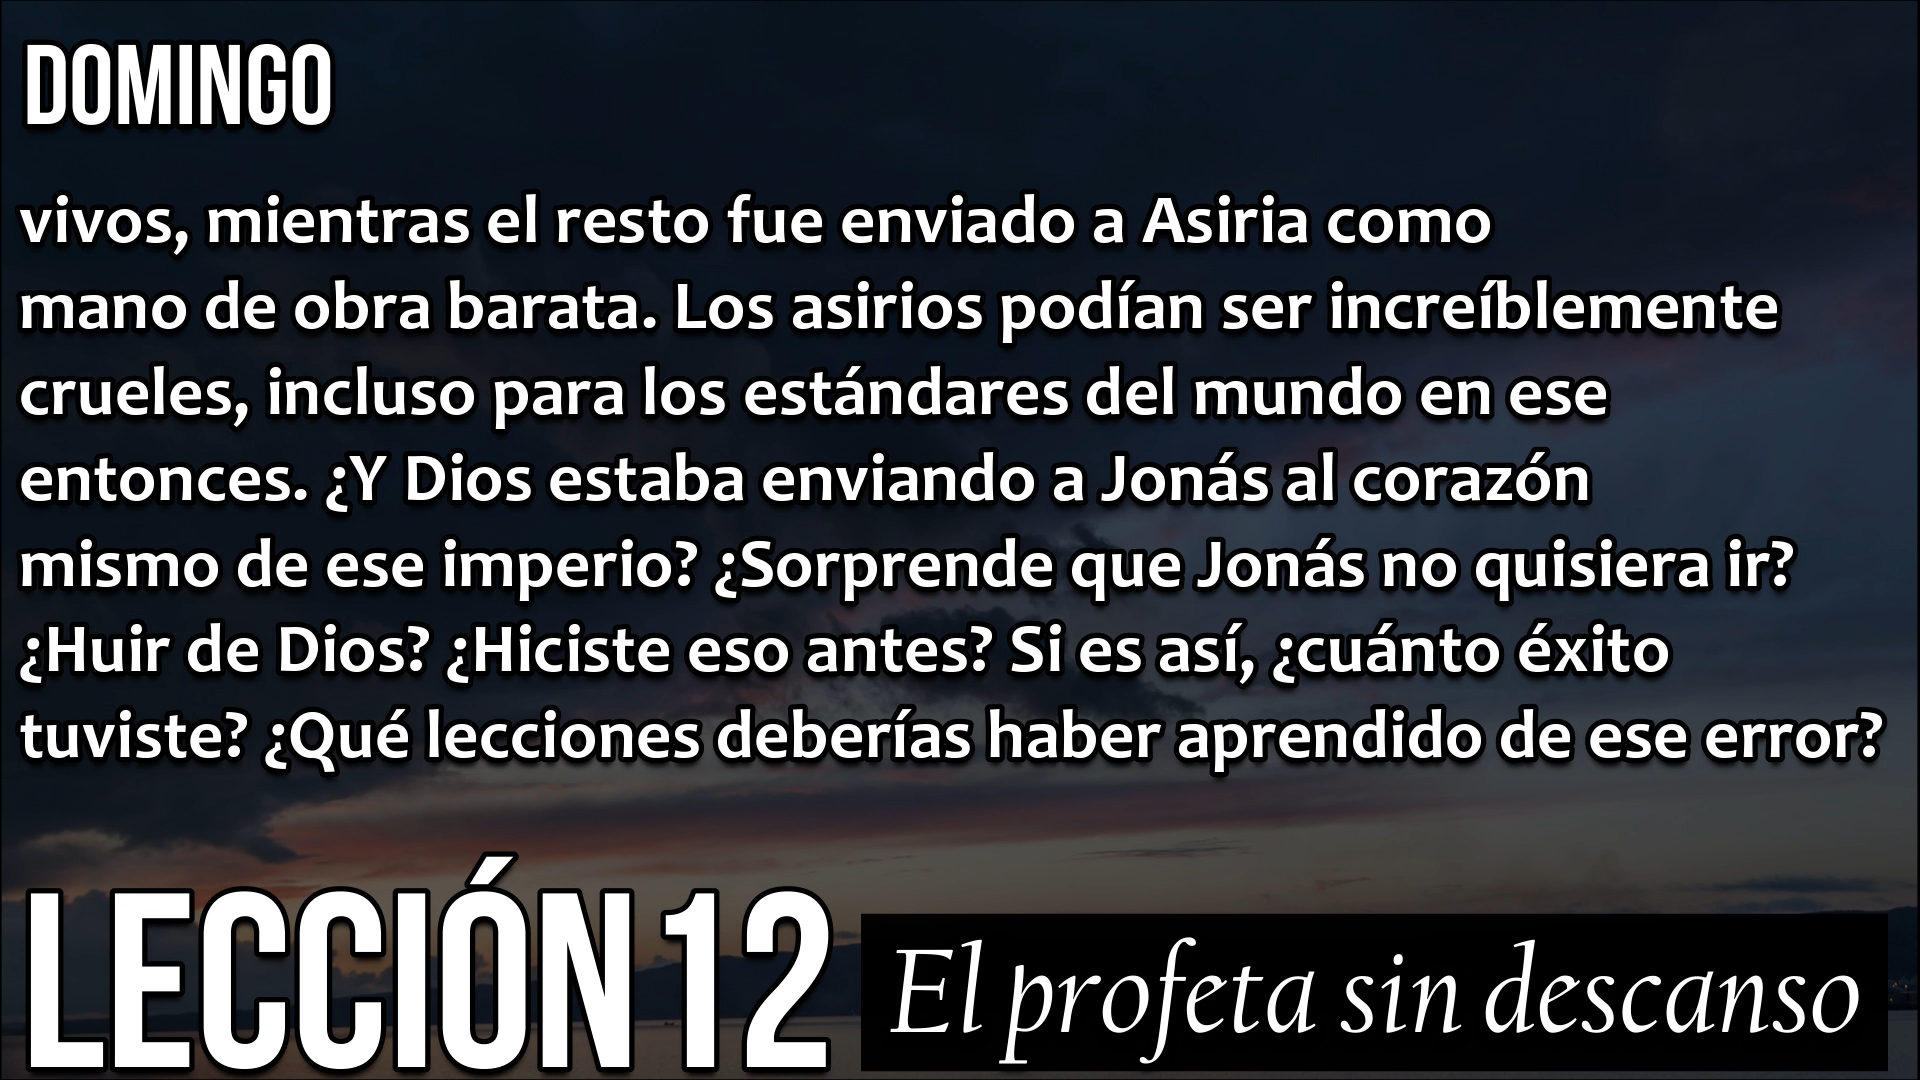 DOMINGO
vivos, mientras el resto fue enviado a Asiria como
mano de obra barata. Los asirios podían ser increíblemente
crueles, incluso para los estándares del mundo en ese
entonces. ¿Y Dios estaba enviando a Jonás al corazón
mismo de ese imperio? ¿Sorprende que Jonás no quisiera ir?
¿Huir de Dios? ¿Hiciste eso antes? Si es así, ¿cuánto éxito
tuviste? ¿Qué lecciones deberías haber aprendido de ese error?
LECCIÓN 12 El profeta sin descanso